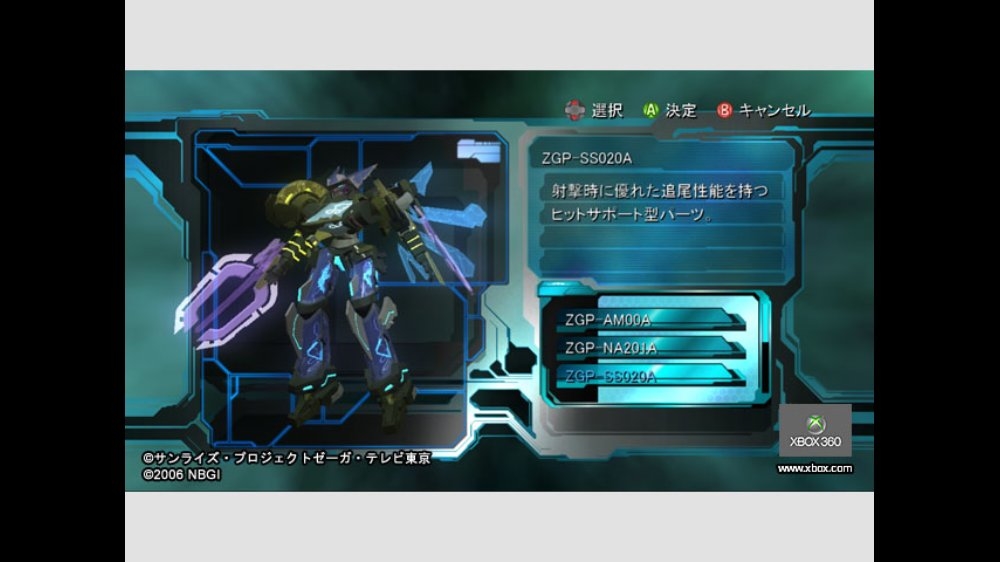 選択 A 決定 B キャンセル
ZGP-SS020A
射撃時に優れた追尾性能を持つ
ヒットサポート型パーツ。
ZGP-AM00A
ZGP-NA201A
ZGP-SS020A
XBOX 360
www.xbox.com
©サンライズ・プロジェクトゼーガ・テレビ東京
©2006 NBGI